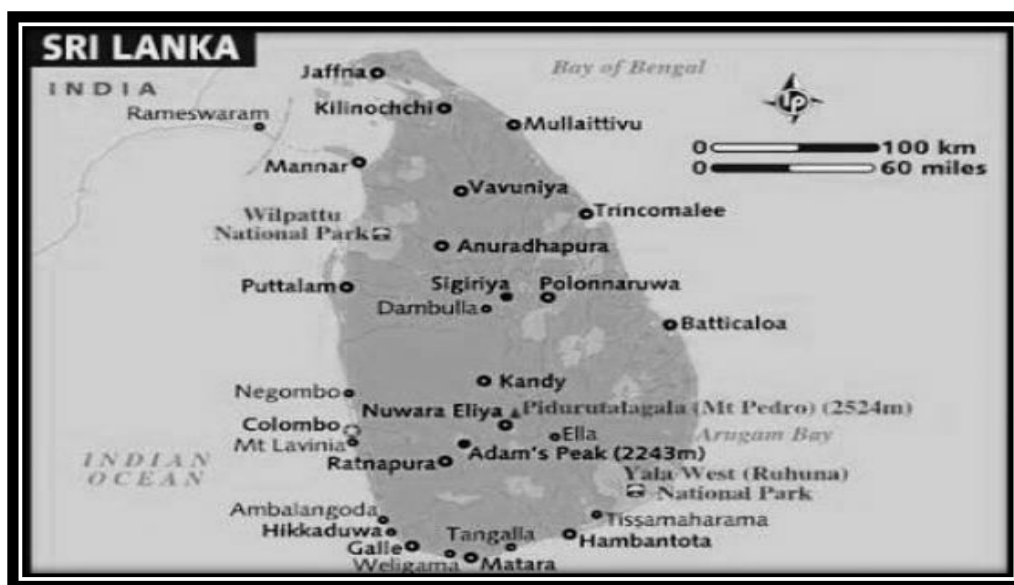 SRI LANKA
INDIA
Rameswaram
Jaffna
Bay of Bengal
Kilinochchi
Mullaittivu
LP
0 100 km
0 60 miles
Mannar
Vavuniya
Trincomalee
Wilpattu
National Park
Anuradhapura
Puttalam
Sigiriya
Polonnaruwa
Dambulla
Batticaloa
Kandy
Negombo
Nuwara Eliya
Pidurutalagala (Mt Pedro) (2524m)
Colombo
Ella
Arugam Bay
Mt Lavinia
Adam's Peak (2243m)
INDIAN
OCEAN
Ratnapura
Yala West (Ruhuna)
National Park
Ambalangoda
Tissamaharama
Hikkaduwa
Tangalla
Hambantota
Galle
Weligama
Matara